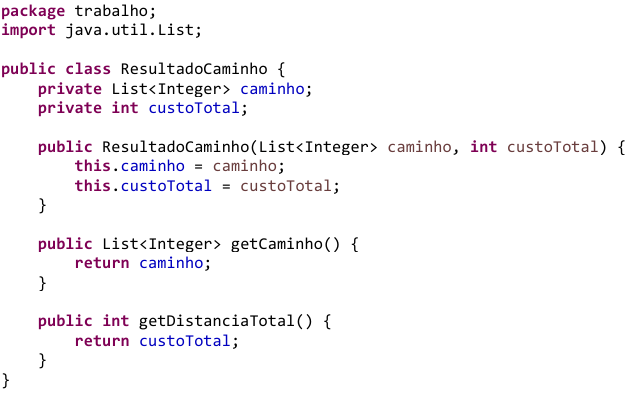 package trabalho;
import java.util.List;

public class ResultadoCaminho {
    private List<Integer> caminho;
    private int custoTotal;

    public ResultadoCaminho(List<Integer> caminho, int custoTotal) {
        this.caminho = caminho;
        this.custoTotal = custoTotal;
    }

    public List<Integer> getCaminho() {
        return caminho;
    }

    public int getDistanciaTotal() {
        return custoTotal;
    }
}